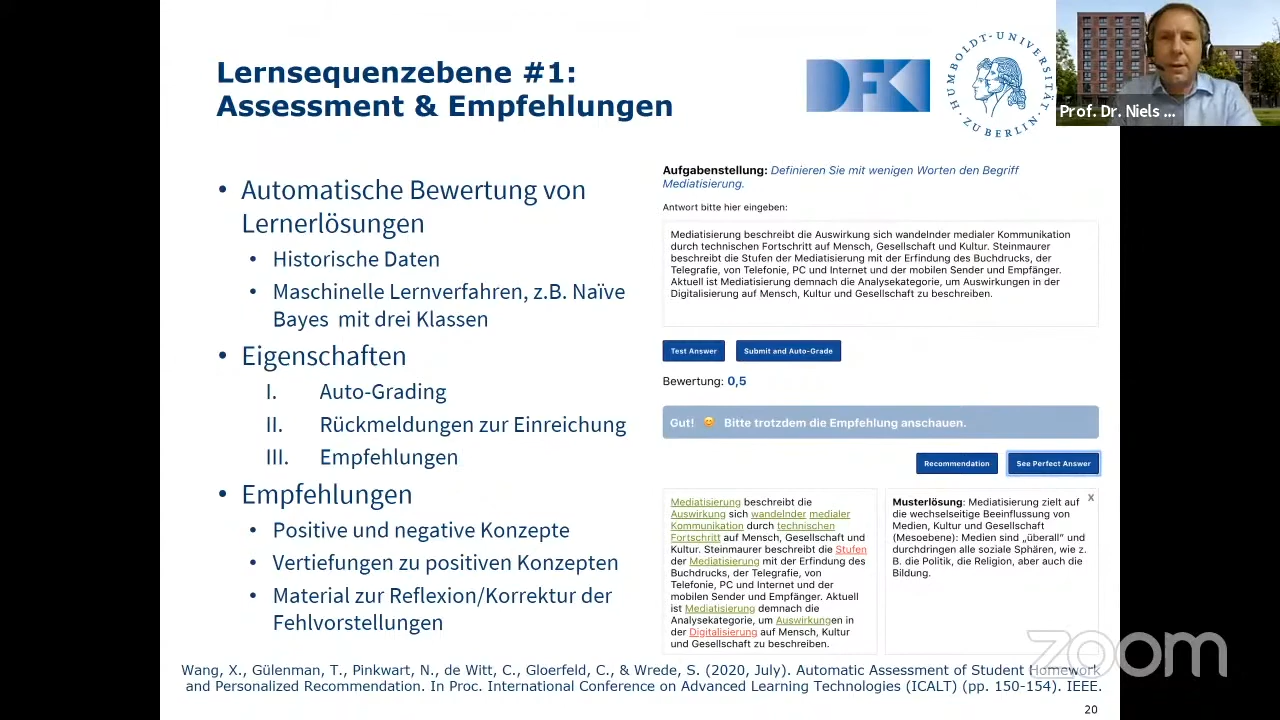 Lernsequenzebene #1:
Assessment & Empfehlungen
DFKI
HUMBOLDT-UNIVERSITÄT
ZU BERLIN
Prof. Dr. Niels ...
• Automatische Bewertung von
Lernerlösungen
• Historische Daten
• Maschinelle Lernverfahren, z.B. Naïve
Bayes mit drei Klassen
• Eigenschaften
I. Auto-Grading
II. Rückmeldungen zur Einreichung
III. Empfehlungen
• Empfehlungen
• Positive und negative Konzepte
• Vertiefungen zu positiven Konzepten
• Material zur Reflexion/Korrektur der
Fehlvorstellungen
Aufgabenstellung: Definieren Sie mit wenigen Worten den Begriff
Mediatisierung.
Antwort bitte hier eingeben:
Mediatisierung beschreibt die Auswirkung sich wandelnder medialer Kommunikation
durch technischen Fortschritt auf Mensch, Gesellschaft und Kultur. Steinmaurer
beschreibt die Stufen der Mediatisierung mit der Erfindung des Buchdrucks, der
Telegrafie, von Telefonie, PC und Internet und der mobilen Sender und Empfänger.
Aktuell ist Mediatisierung demnach die Analysekategorie, um Auswirkungen in der
Digitalisierung auf Mensch, Kultur und Gesellschaft zu beschreiben.
Test Answer
Submit and Auto-Grade
Bewertung: 0,5
Gut! 😊 Bitte trotzdem die Empfehlung anschauen.
Recommendation
See Perfect Answer
Mediatisierung beschreibt die
Auswirkung sich wandelnder medialer
Kommunikation durch technischen
Fortschritt auf Mensch, Gesellschaft und
Kultur. Steinmaurer beschreibt die Stufen
der Mediatisierung mit der Erfindung des
Buchdrucks, der Telegrafie, von
Telefonie, PC und Internet und der
mobilen Sender und Empfänger. Aktuell
ist Mediatisierung demnach die
Analysekategorie, um Auswirkungen in
der Digitalisierung auf Mensch, Kultur
und Gesellschaft zu beschreiben.
x
Musterlösung: Mediatisierung zielt auf
die wechselseitige Beeinflussung von
Medien, Kultur und Gesellschaft
(Mesoebene): Medien sind „überall“ und
durchdringen alle soziale Sphären, wie z.
B. die Politik, die Religion, aber auch die
Bildung.
zoom
Wang, X., Gülenman, T., Pinkwart, N., de Witt, C., Gloerfeld, C., & Wrede, S. (2020, July). Automatic Assessment of Student Homework
and Personalized Recommendation. In Proc. International Conference on Advanced Learning Technologies (ICALT) (pp. 150-154). IEEE.
20